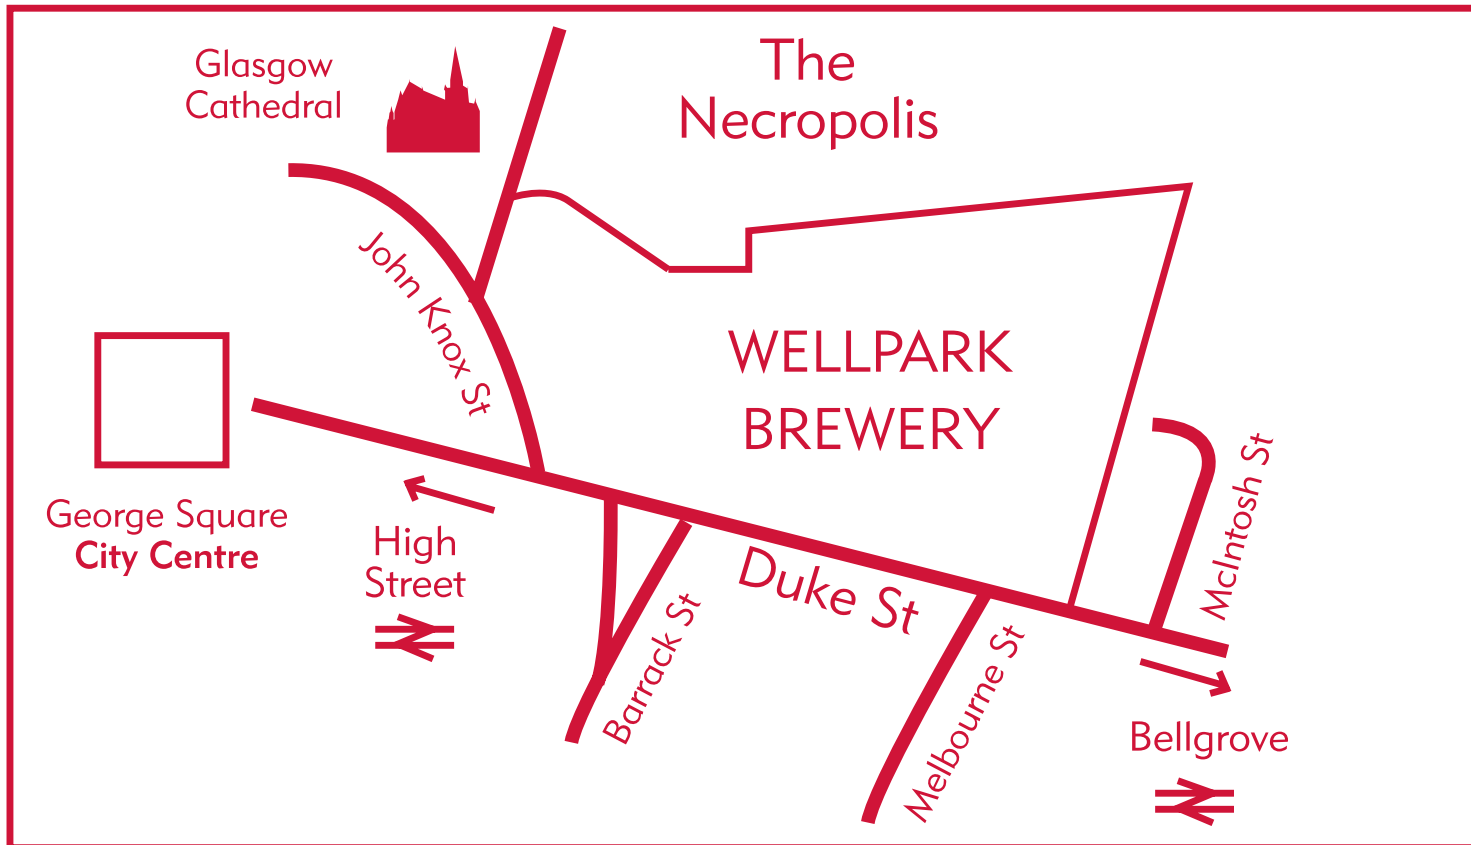 Glasgow
Cathedral
The
Necropolis
John Knox St
WELLPARK
BREWERY
George Square
City Centre
High
Street
Duke St
Barrack St
Melbourne St
McIntosh St
Bellgrove